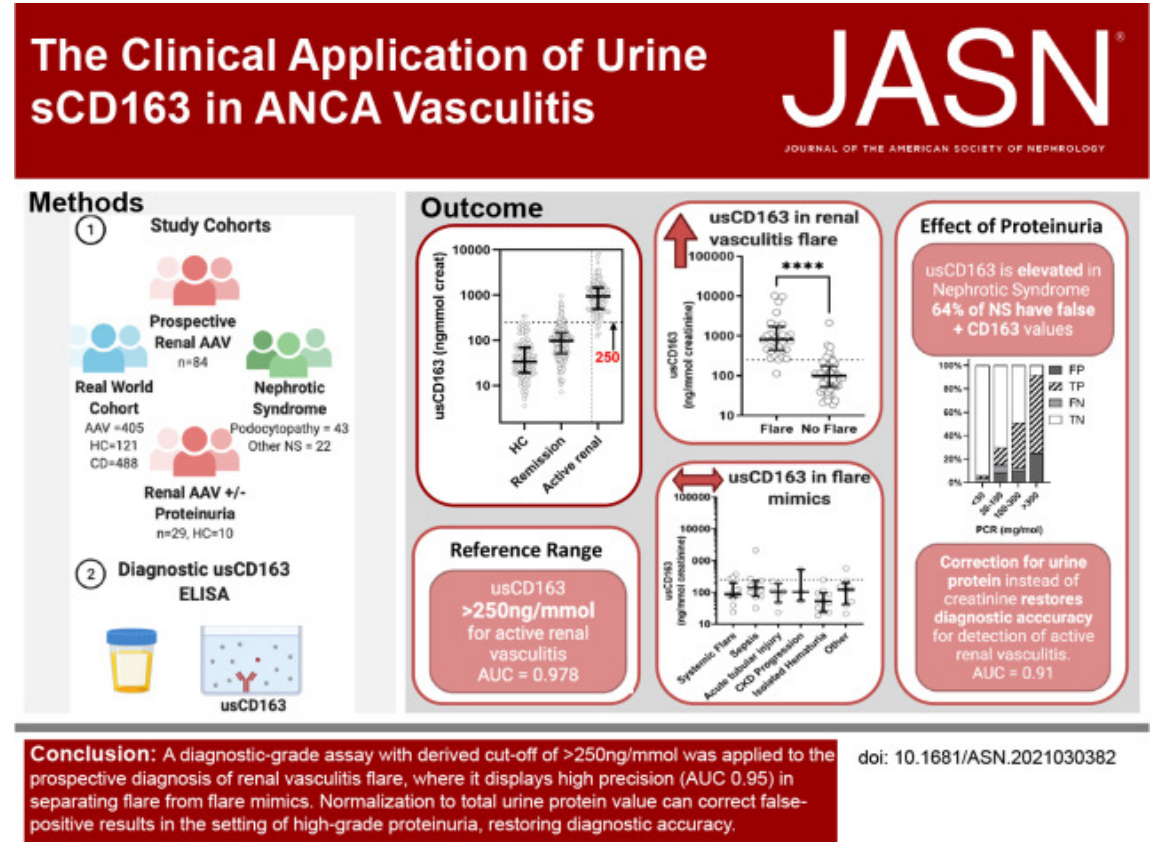 The Clinical Application of Urine
sCD163 in ANCA Vasculitis
JASN®
JOURNAL OF THE AMERICAN SOCIETY OF NEPHROLOGY
Methods
1
Study Cohorts
Prospective
Renal AAV
n=84
Real World
Cohort
AAV =405
HC=121
CD=488
Nephrotic
Syndrome
Podocytopathy = 43
Other NS = 22
Renal AAV +/-
Proteinuria
n=29, HC=10
2
Diagnostic usCD163
ELISA
usCD163
Outcome
usCD163 (ngmmol creat)
10000
1000
100
10
250
HC
Remission
Active renal
Reference Range
usCD163
>250ng/mmol
for active renal
vasculitis
AUC = 0.978
usCD163 in renal
vasculitis flare
usCD163
(ng/mmol creatinine)
100000
10000
1000
100
10
****
Flare No Flare
usCD163 in flare
mimics
usCD163
(ng/mmol creatinine)
100000
10000
000
100
10
Systemic Flare
Sepsis
Acute tubular injury
CKD Progression
Isolated Hematuria
Other
Effect of Proteinuria
usCD163 is elevated in
Nephrotic Syndrome
64% of NS have false
+ CD163 values
100%
80%
60%
40%
20%
0%
FP
TP
FN
TN
<30
30-100
100-300
>300
PCR (mg/mol)
Correction for urine
protein instead of
creatinine restores
diagnostic acccuracy
for detection of active
renal vasculitis.
AUC = 0.91
Conclusion: A diagnostic-grade assay with derived cut-off of >250ng/mmol was applied to the
prospective diagnosis of renal vasculitis flare, where it displays high precision (AUC 0.95) in
separating flare from flare mimics. Normalization to total urine protein value can correct false-
positive results in the setting of high-grade proteinuria, restoring diagnostic accuracy.
doi: 10.1681/ASN.2021030382